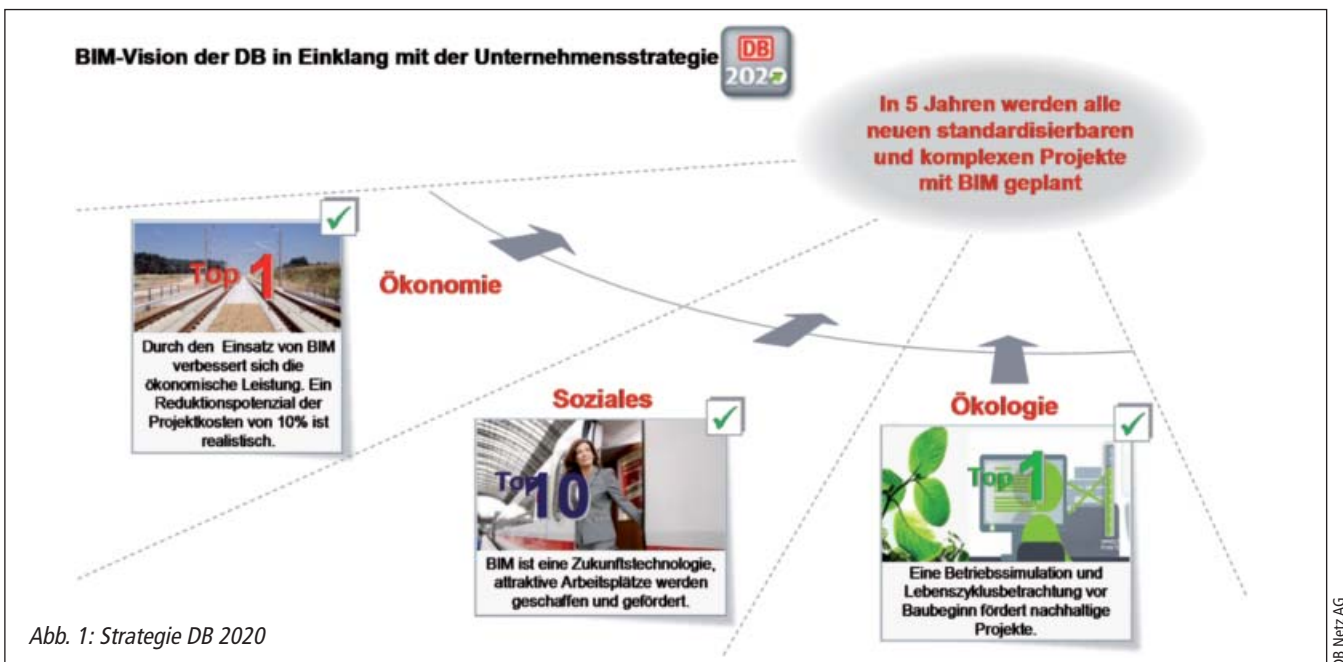 BIM-Vision der DB in Einklang mit der Unternehmensstrategie
DB
2020
In 5 Jahren werden alle
neuen standardisierbaren
und komplexen Projekte
mit BIM geplant
Top 1
Ökonomie
Durch den Einsatz von BIM
verbessert sich die
ökonomische Leistung. Ein
Reduktionspotenzial der
Projektkosten von 10% ist
realistisch.
Soziales
Top 10
BIM ist eine Zukunftstechnologie,
attraktive Arbeitsplätze werden
geschaffen und gefördert.
Ökologie
Top 1
Eine Betriebssimulation und
Lebenszyklusbetrachtung vor
Baubeginn fördert nachhaltige
Projekte.
Abb. 1: Strategie DB 2020
DB Netz AG